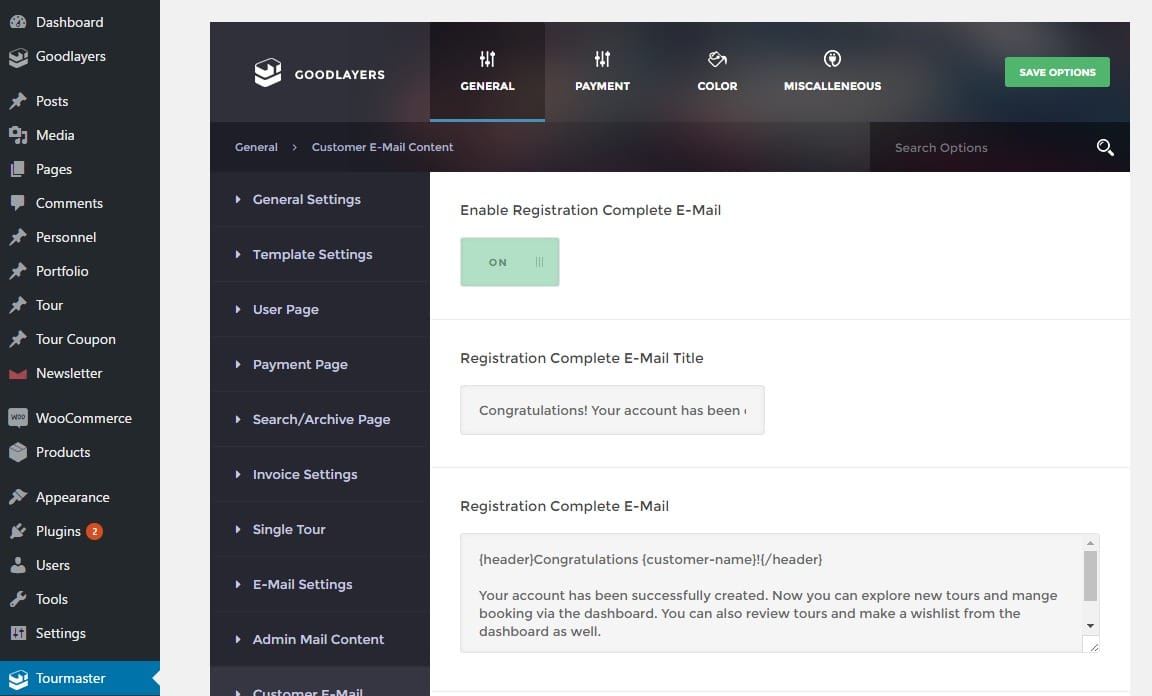 Dashboard
Goodlayers
Posts
Media
Pages
Comments
Personnel
Portfolio
Tour
Tour Coupon
Newsletter
WOO
WooCommerce
Products
Appearance
Plugins 2
Users
Tools
Settings
Tourmaster
GOODLAYERS
GENERAL
PAYMENT
COLOR
MISCALLENEOUS
SAVE OPTIONS
General > Customer E-Mail Content
Search Options
General Settings
Template Settings
User Page
Payment Page
Search/Archive Page
Invoice Settings
Single Tour
E-Mail Settings
Admin Mail Content
Customer E-Mail
Enable Registration Complete E-Mail
ON
Registration Complete E-Mail Title
Congratulations! Your account has been
Registration Complete E-Mail
{header}Congratulations {customer-name}!{/header}
Your account has been successfully created. Now you can explore new tours and mange
booking via the dashboard. You can also review tours and make a wishlist from the
dashboard as well.